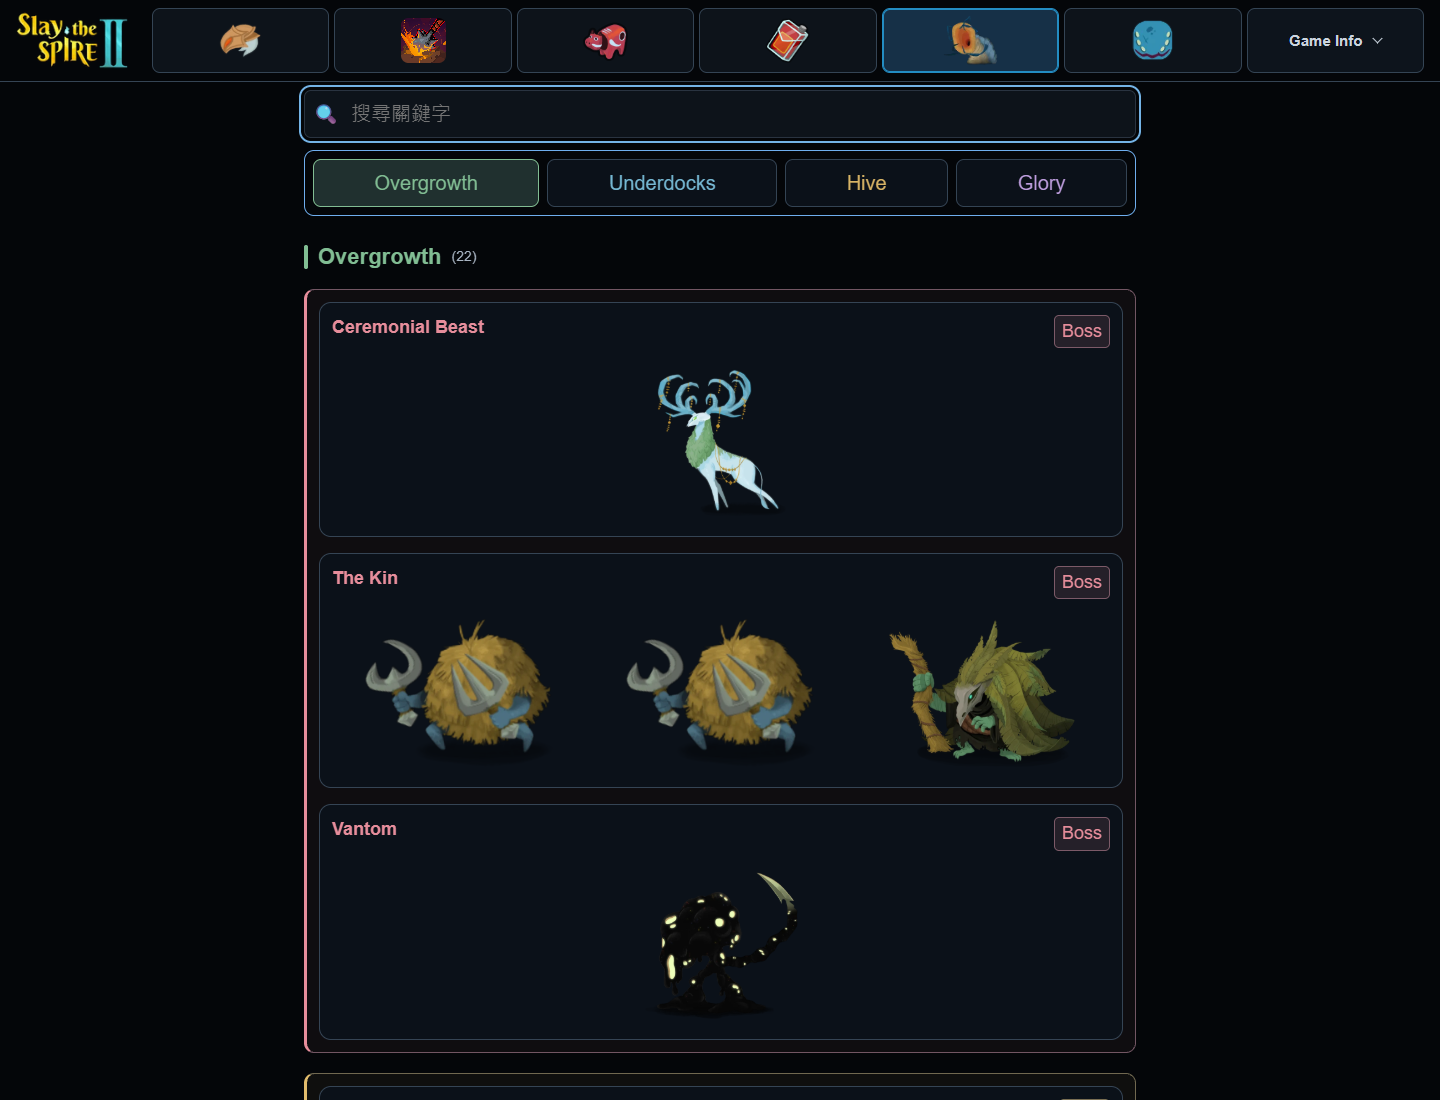 Slay the
SPIRE II
Game Info
搜尋關鍵字
Overgrowth
Underdocks
Hive
Glory
Overgrowth (22)
Ceremonial Beast
Boss
The Kin
Boss
Vantom
Boss